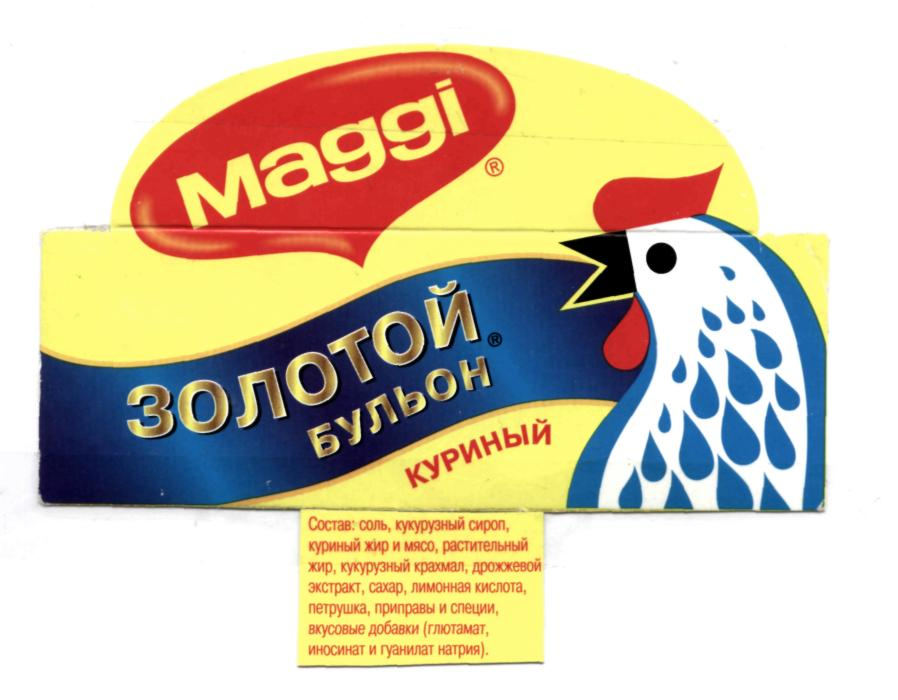 Maggi®
ЗОЛОТОЙ®
БУЛЬОН
КУРИНЫЙ
Состав: соль, кукурузный сироп,
куриный жир и мясо, растительный
жир, кукурузный крахмал, дрожжевой
экстракт, сахар, лимонная кислота,
петрушка, приправы и специи,
вкусовые добавки (глютамат,
иносинат и гуанилат натрия).